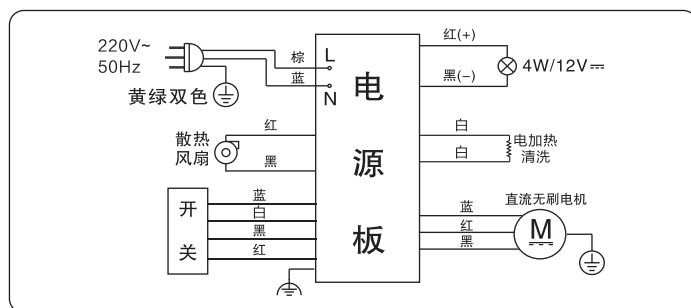 220V~
50Hz
黄绿双色
棕
L
蓝
N
散热
风扇
红
黑
开
关
蓝
白
黑
红
电
源
板
红(+)
黑(-)
4W/12V
白
白
电加热
清洗
直流无刷电机
蓝
红
黑
M